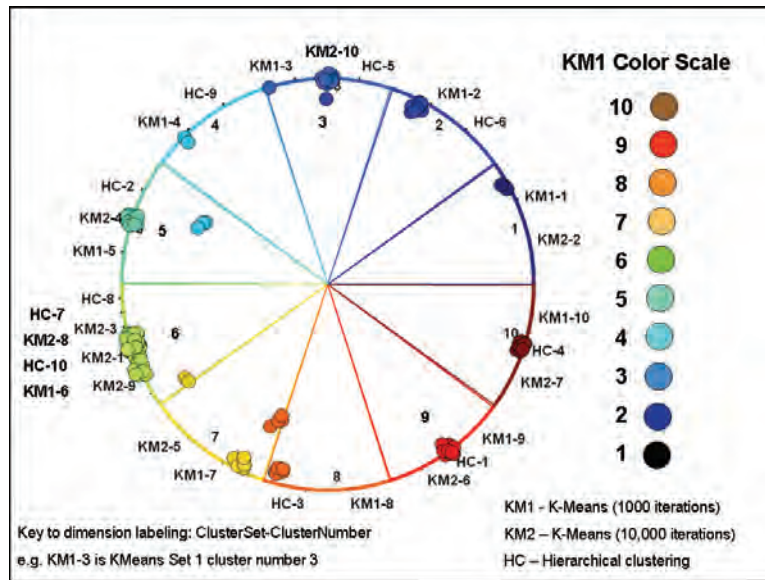 KM2-10
KM1-3
HC-5
KM1 Color Scale
HC-9
KM1-2
10
KM1-4
4
3
2
HC-6
9
8
HC-2
KM1-1
7
KM2-4
5
1
KM2-2
6
KM1-5
HC-8
5
HC-7
KM2-3
6
KM1-10
4
KM2-8
10
HC-4
HC-10
KM2-1
KM2-7
3
KM1-6
KM2-9
2
9
KM1-9
KM2-5
7
HC-1
1
KM1-7
8
KM2-6
HC-3
KM1-8
KM1 - K-Means (1000 iterations)
Key to dimension labeling: ClusterSet-ClusterNumber
KM2 – K-Means (10,000 iterations)
e.g. KM1-3 is KMeans Set 1 cluster number 3
HC – Hierarchical clustering